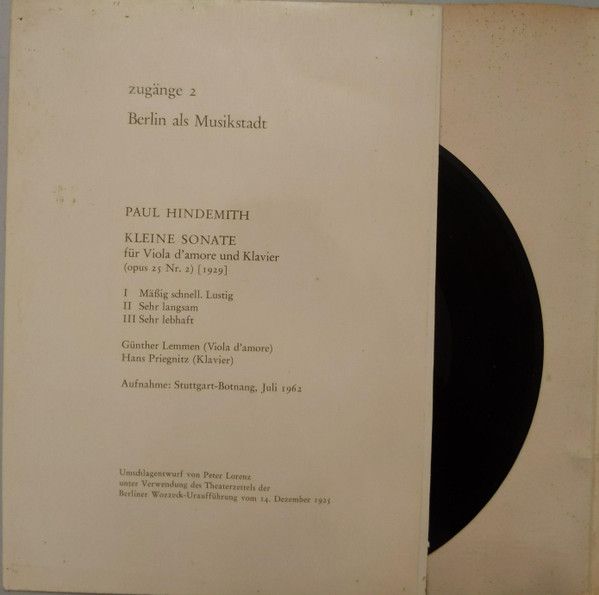 zugänge 2
Berlin als Musikstadt
PAUL HINDEMITH
KLEINE SONATE
für Viola d'amore und Klavier
(opus 25 Nr. 2) [1929]
I Mäßig schnell. Lustig
II Sehr langsam
III Sehr lebhaft
Günther Lemmen (Viola d'amore)
Hans Priegnitz (Klavier)
Aufnahme: Stuttgart-Botnang, Juli 1962
Umschlagentwurf von Peter Lorenz
unter Verwendung des Theaterzettels der
Berliner Wozzeck-Uraufführung vom 14. Dezember 1925